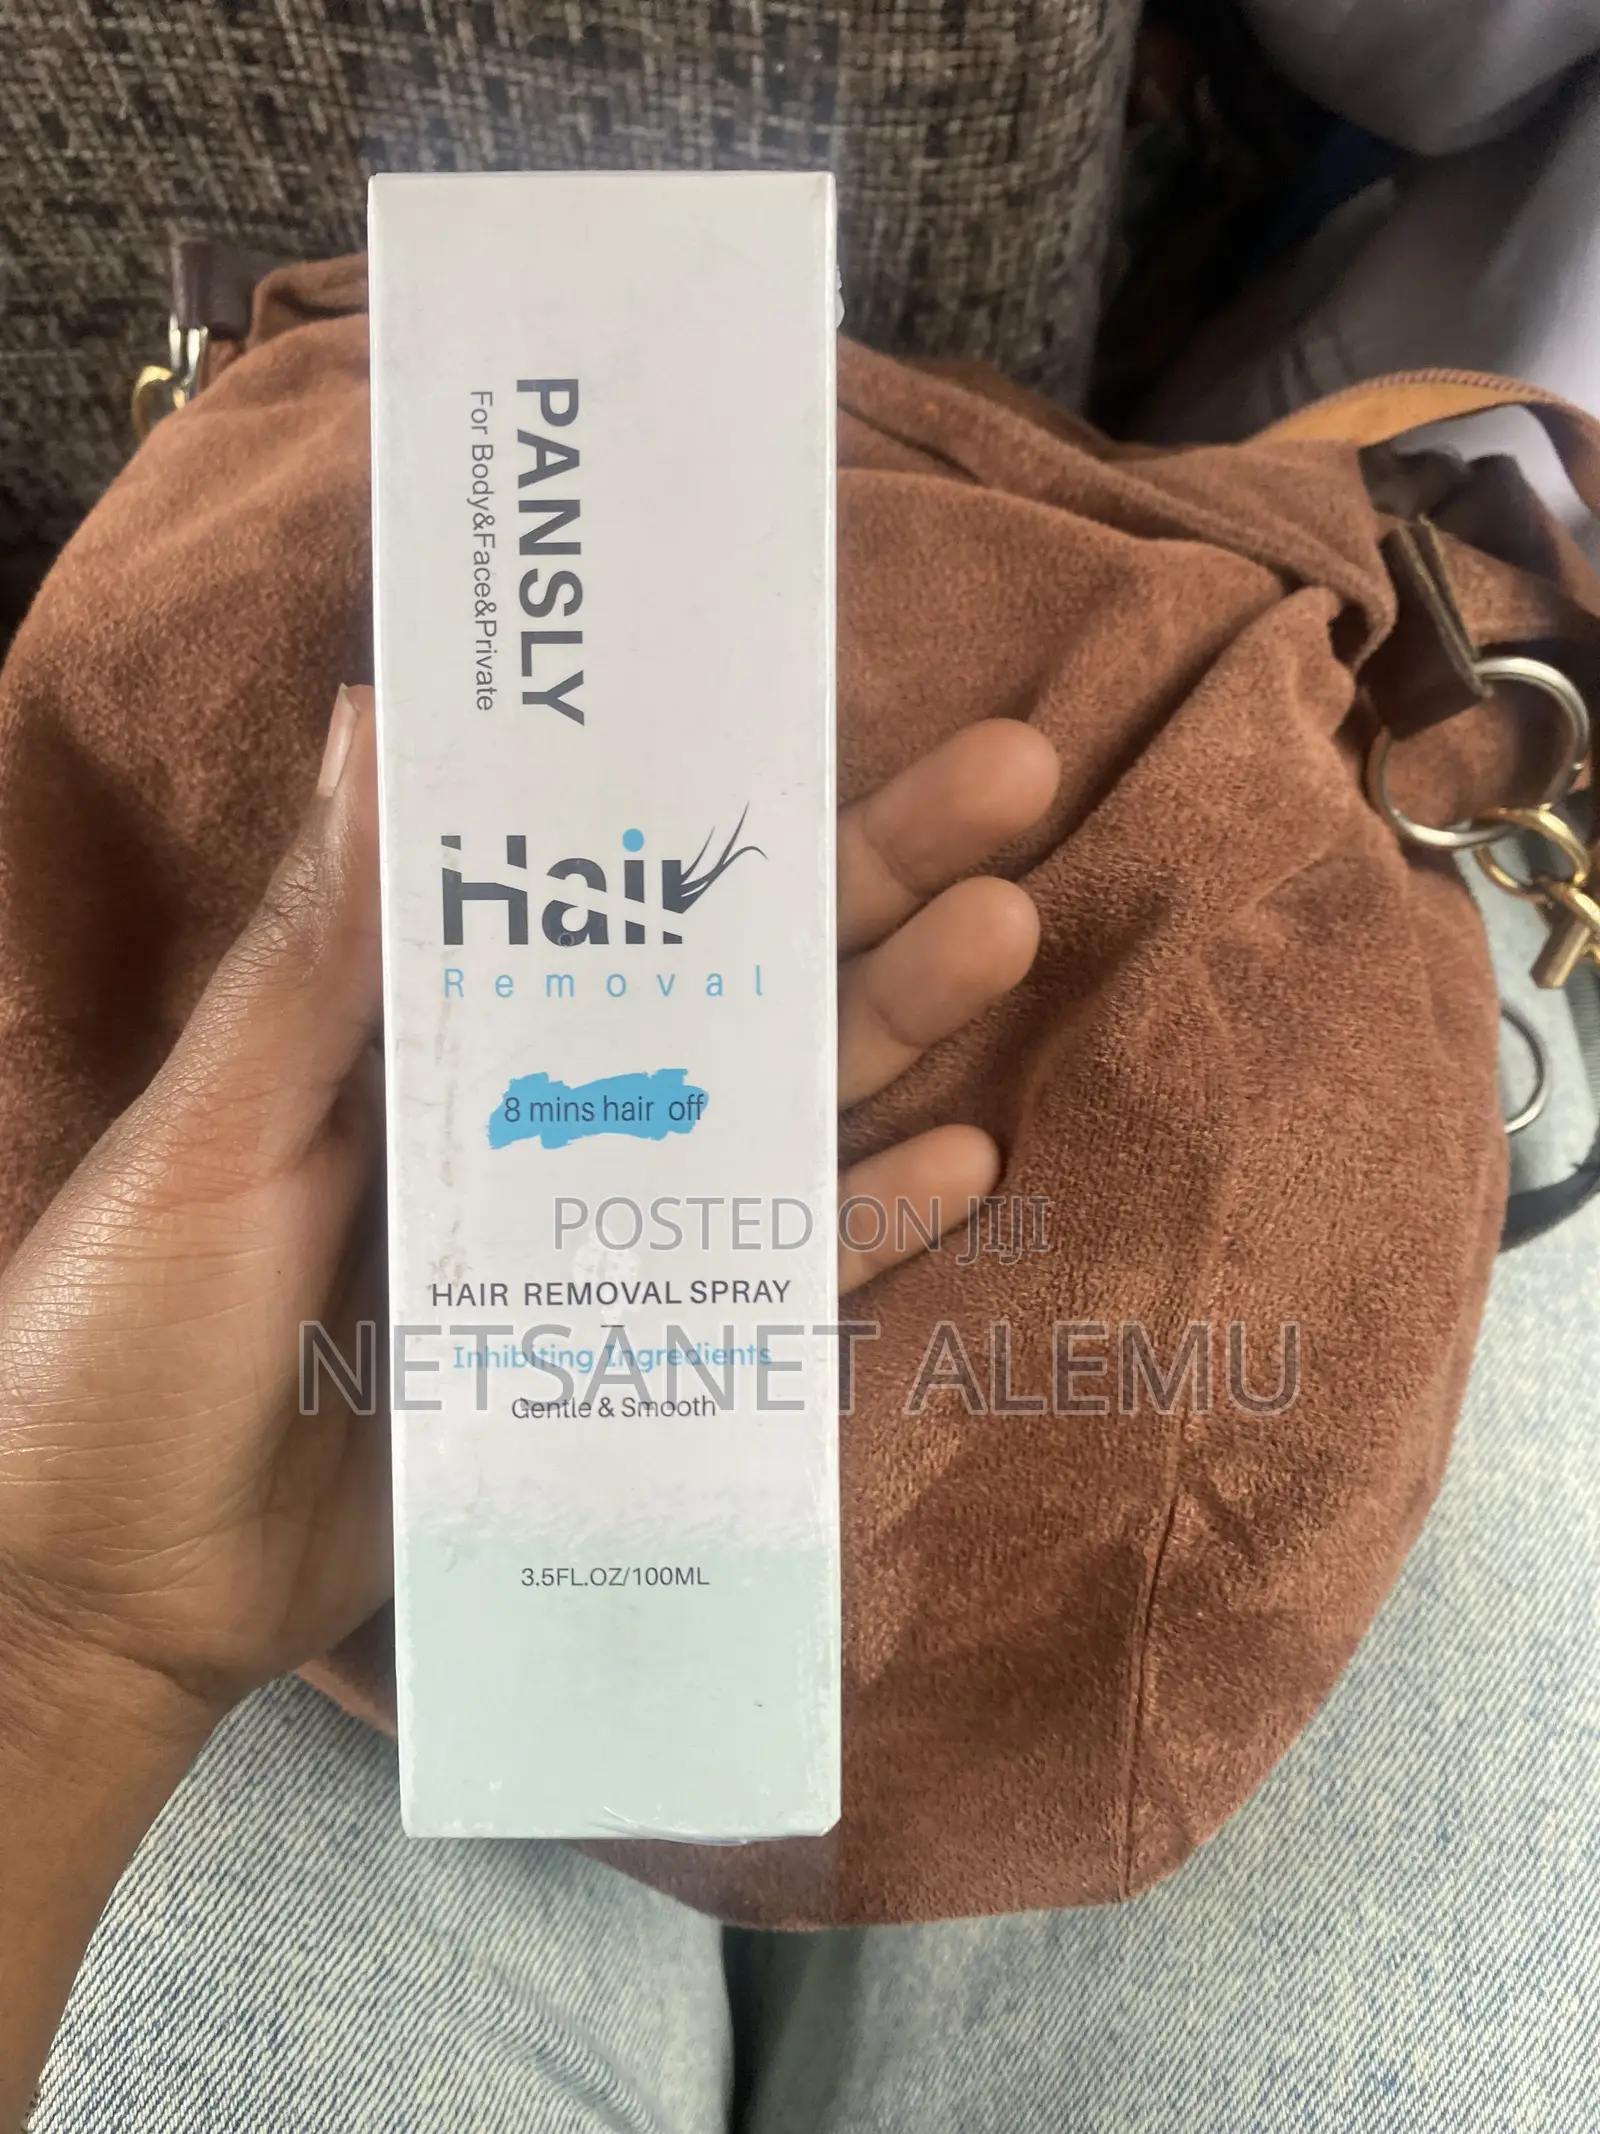 PANSLY
For Body&Face&Private
Hair
Removal
8 mins hair off
POSTED ON JIJI
HAIR REMOVAL SPRAY
NETSANET ALEMU
Inhibiting Ingredients
Gentle & Smooth
3.5FL.OZ/100ML